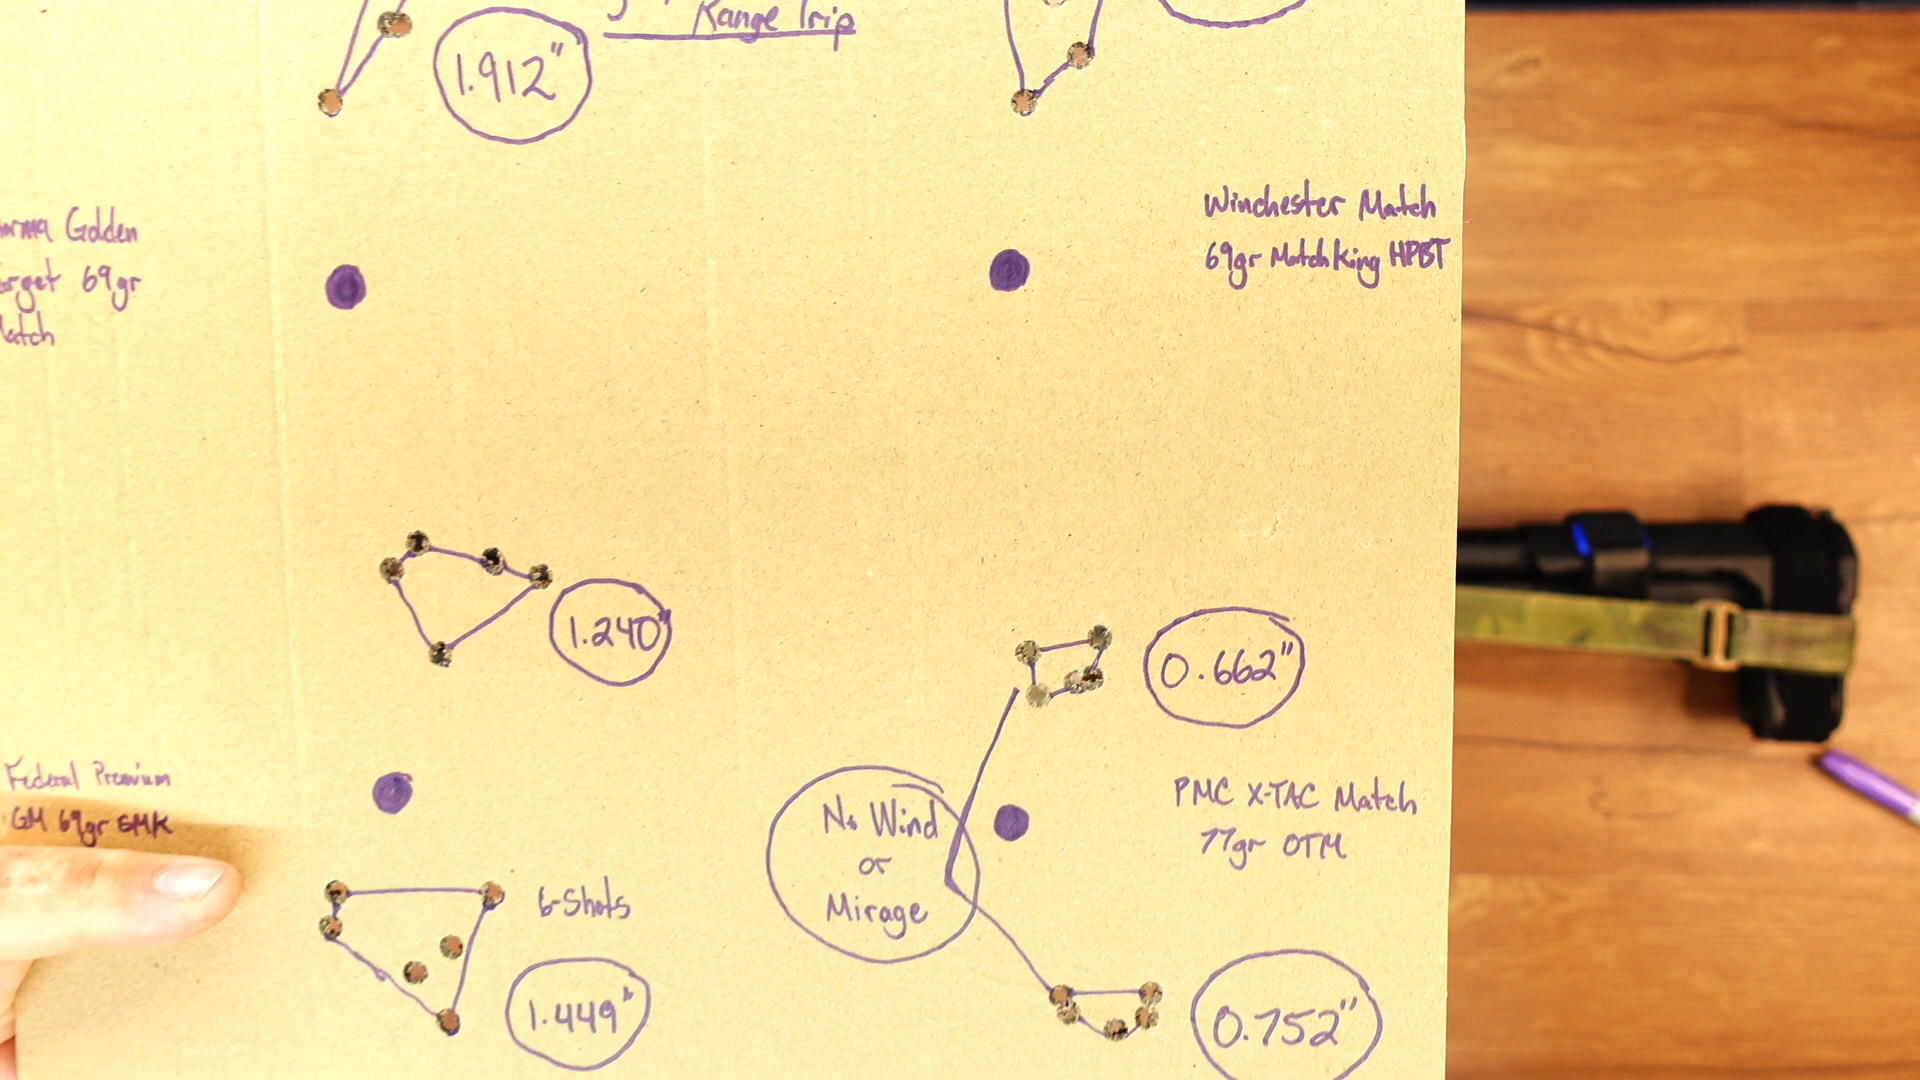 Range Trip
1.912"
Golden
69gr
Winchester Match
69gr MatchKing HPBT
1.240"
0.662"
Federal Premium
GM 69gr SMK
6-Shots
1.449"
No Wind
or
Mirage
PMC X-TAC Match
77gr OTM
0.752"